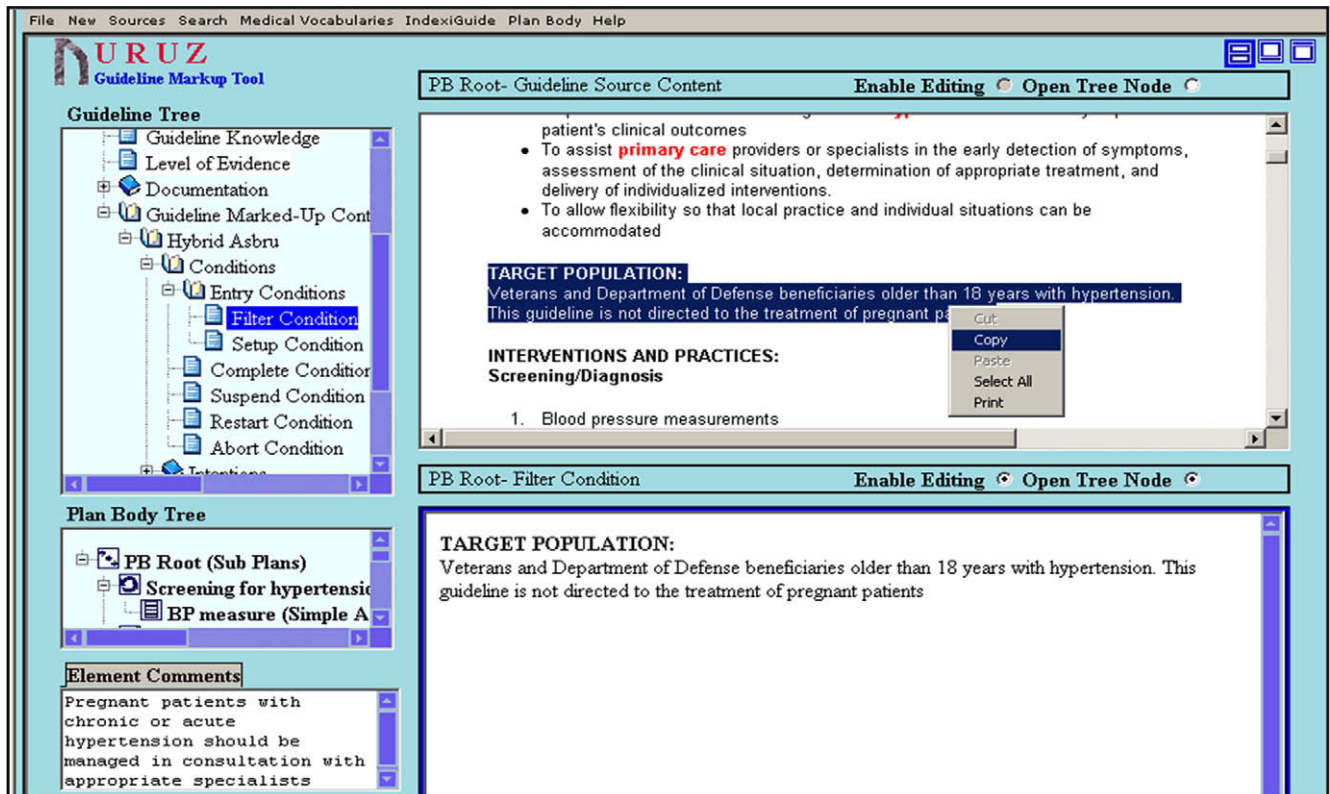 File New Sources Search Medical Vocabularies IndexiGuide Plan Body Help
URUZ
Guideline Markup Tool
Guideline Tree
Guideline Knowledge
Level of Evidence
Documentation
Guideline Marked-Up Cont
Hybrid Asbru
Conditions
Entry Conditions
Filter Condition
Setup Condition
Complete Condition
Suspend Condition
Restart Condition
Abort Condition
Intentions
Plan Body Tree
PB Root (Sub Plans)
Screening for hypertensic
BP measure (Simple A
Element Comments
Pregnant patients with
chronic or acute
hypertension should be
managed in consultation with
appropriate specialists
PB Root- Guideline Source Content Enable Editing Open Tree Node
patient's clinical outcomes
• To assist primary care providers or specialists in the early detection of symptoms,
assessment of the clinical situation, determination of appropriate treatment, and
delivery of individualized interventions.
• To allow flexibility so that local practice and individual situations can be
accommodated
TARGET POPULATION:
Veterans and Department of Defense beneficiaries older than 18 years with hypertension.
This guideline is not directed to the treatment of pregnant pa
Cut
Copy
Paste
Select All
Print
INTERVENTIONS AND PRACTICES:
Screening/Diagnosis
1. Blood pressure measurements
PB Root- Filter Condition Enable Editing Open Tree Node
TARGET POPULATION:
Veterans and Department of Defense beneficiaries older than 18 years with hypertension. This
guideline is not directed to the treatment of pregnant patients